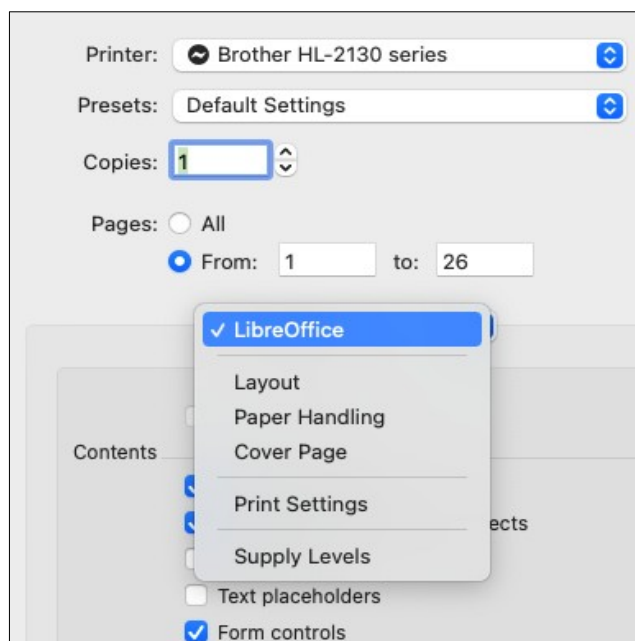 Printer: Brother HL-2130 series
Presets: Default Settings
Copies: 1
Pages: All
From: 1 to: 26
LibreOffice
Layout
Paper Handling
Cover Page
Contents
Print Settings
ects
Supply Levels
Text placeholders
Form controls